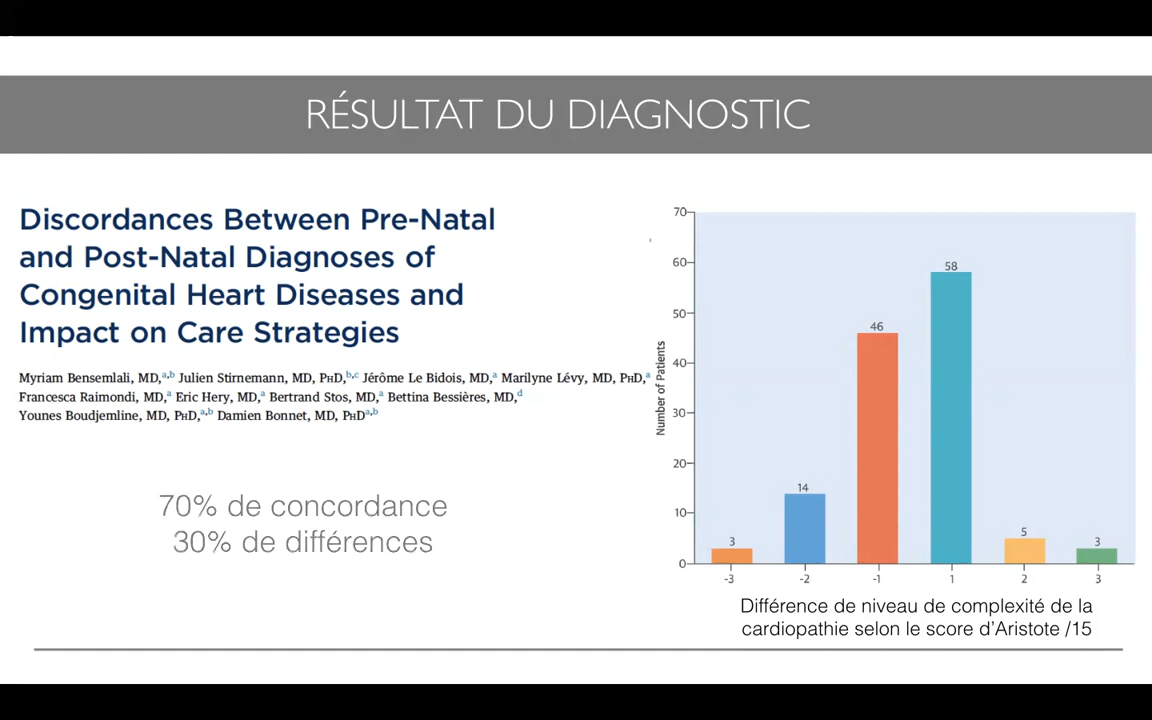 RÉSULTAT DU DIAGNOSTIC
Discordances Between Pre-Natal
and Post-Natal Diagnoses of
Congenital Heart Diseases and
Impact on Care Strategies
Myriam Bensemlali, MD,a,b Julien Stirnemann, MD, PHD,b,c Jérôme Le Bidois, MD,a Marilyne Lévy, MD, PHD,a
Francesca Raimondi, MD,a Eric Hery, MD,a Bertrand Stos, MD,a Bettina Bessières, MD,d
Younes Boudjemline, MD, PHD,a,b Damien Bonnet, MD, PHDa,b
70% de concordance
30% de différences
Number of Patients
70
60
50
40
30
20
10
0
3
14
46
58
5
3
-3
-2
-1
1
2
3
Différence de niveau de complexité de la
cardiopathie selon le score d'Aristote /15